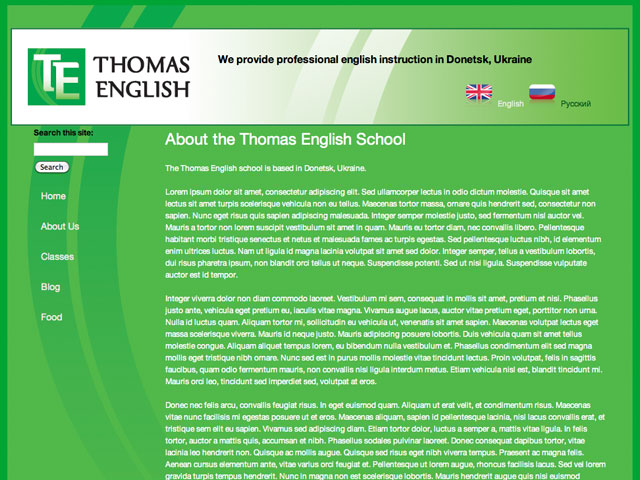 TE THOMAS
ENGLISH
We provide professional english instruction in Donetsk, Ukraine
English Русский
Search this site:
Search
Home
About Us
Classes
Blog
Food
About the Thomas English School
The Thomas English school is based in Donetsk, Ukraine.
Lorem ipsum dolor sit amet, consectetur adipiscing elit. Sed ullamcorper lectus in odio dictum molestie. Quisque sit amet
lectus sit amet turpis scelerisque vehicula non eu tellus. Maecenas tortor massa, ornare quis hendrerit sed, consectetur non
sapien. Nunc eget risus quis sapien adipiscing malesuada. Integer semper molestie justo, sed fermentum nisl auctor vel.
Mauris a tortor non lorem suscipit vestibulum sit amet in quam. Mauris eu tortor diam, nec convallis libero. Pellentesque
habitant morbi tristique senectus et netus et malesuada fames ac turpis egestas. Sed pellentesque luctus nibh, id elementum
enim ultrices luctus. Nam ut ligula id magna lacinia volutpat sit amet sed dolor. Integer semper, tellus a vestibulum lobortis,
dui risus pharetra ipsum, non blandit orci tellus ut neque. Suspendisse potenti. Sed ut nisi ligula. Suspendisse vulputate
auctor est id tempor.
Integer viverra dolor non diam commodo laoreet. Vestibulum mi sem, consequat in mollis sit amet, pretium et nisi. Phasellus
justo ante, vehicula eget pretium eu, iaculis vitae magna. Vivamus augue lacus, auctor vitae pretium eget, porttitor non urna.
Nulla id luctus quam. Aliquam tortor mi, sollicitudin eu vehicula ut, venenatis sit amet sapien. Maecenas volutpat lectus eget
massa scelerisque viverra. Mauris id neque justo. Mauris adipiscing posuere lobortis. Duis vehicula quam sit amet tellus
molestie congue. Aliquam aliquet tempus lorem, eu bibendum nulla vestibulum et. Phasellus condimentum elit sed magna
mollis eget tristique nibh ornare. Nunc sed est in purus mollis molestie vitae tincidunt lectus. Proin volutpat, felis in sagittis
faucibus, quam odio fermentum mauris, non convallis nisi ligula interdum metus. Etiam vehicula nisl est, blandit tincidunt mi.
Mauris orci leo, tincidunt sed imperdiet sed, volutpat at eros.
Donec nec felis arcu, convallis feugiat risus. In eget euismod quam. Aliquam ut erat velit, et condimentum risus. Maecenas
vitae nunc facilisis mi egestas posuere ut et eros. Maecenas aliquam, sapien id pellentesque lacinia, nisl lacus convallis erat, et
tristique sem elit eu sapien. Vivamus sed adipiscing diam. Etiam tortor dolor, luctus a semper a, mattis vitae ligula. In felis
tortor, auctor a mattis quis, accumsan et nibh. Phasellus sodales pulvinar laoreet. Donec consequat dapibus tortor, vitae
lacinia leo hendrerit non. Quisque ac mollis augue. Quisque sed risus eget nibh viverra tempus. Praesent ac magna felis.
Aenean cursus elementum ante, vitae varius orci feugiat et. Pellentesque ut lorem augue, rhoncus facilisis lacus. Sed vel lorem
gravida turpis tempus hendrerit. In magna non est scelerisque lobortis. Mauris hendrerit augue quis nisi euismod